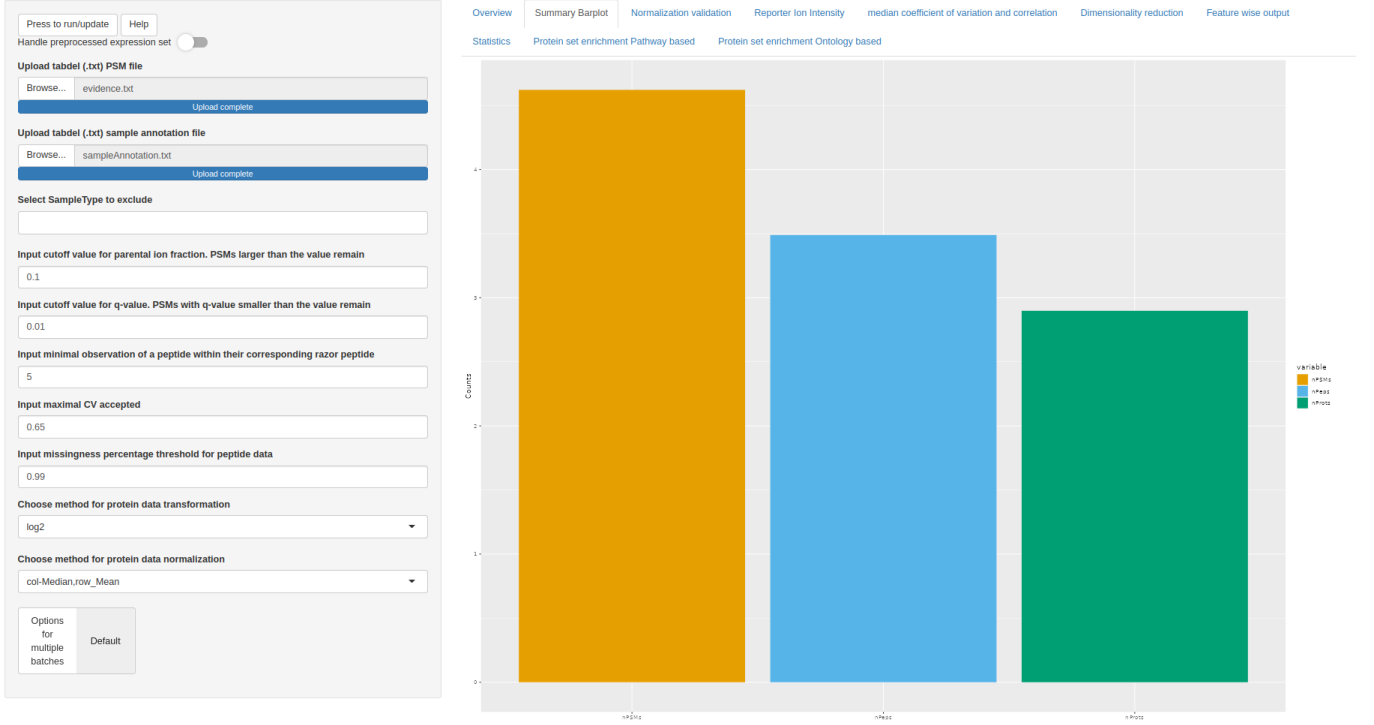 Press to run/update Help
Handle preprocessed expression set
Upload tabdel (.txt) PSM file
Browse... evidence.txt
Upload complete
Upload tabdel (.txt) sample annotation file
Browse... sampleAnnotation.txt
Upload complete
Select SampleType to exclude
Input cutoff value for parental ion fraction. PSMs larger than the value remain
0.1
Input cutoff value for q-value. PSMs with q-value smaller than the value remain
0.01
Input minimal observation of a peptide within their corresponding razor peptide
5
Input maximal CV accepted
0.65
Input missingness percentage threshold for peptide data
0.99
Choose method for protein data transformation
log2
Choose method for protein data normalization
col-Median,row_Mean
Options
for
multiple
batches
Default
Overview Summary Barplot Normalization validation Reporter Ion Intensity median coefficient of variation and correlation Dimensionality reduction Feature wise output
Statistics Protein set enrichment Pathway based Protein set enrichment Ontology based
4
3
2
1
0
Counts
nPSMs nPeps nProts
variable
nPSMs
nPeps
nProts